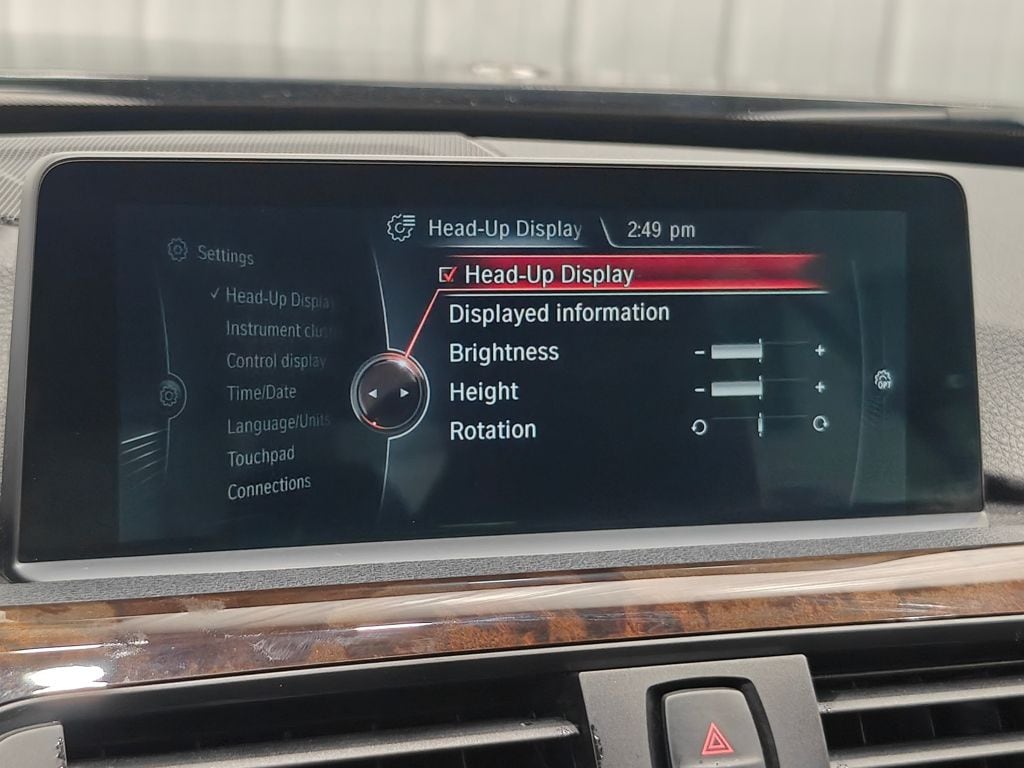 Head-Up Display 2:49 pm
Settings
Head-Up Display
Displayed information
Brightness - +
Height - +
Rotation
✓ Head-Up Displa
Instrument clus
Control display
Time/Date
Language/Units
Touchpad
Connections
OPT